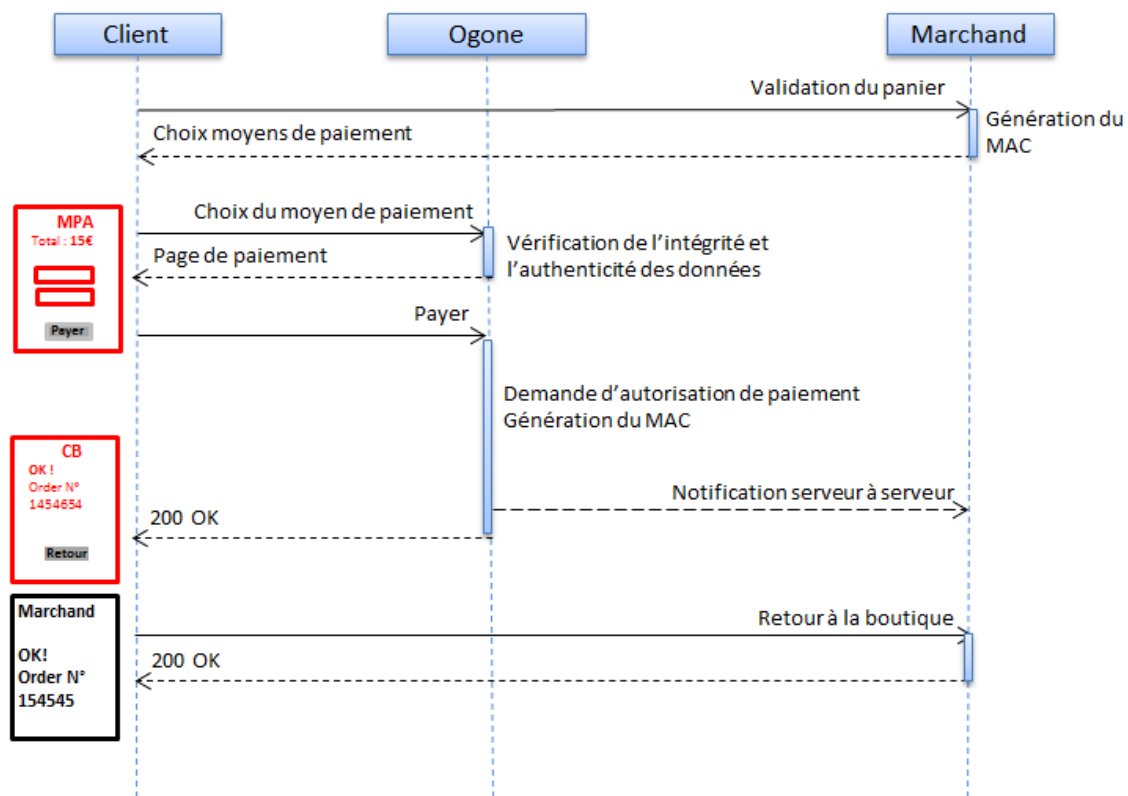 Client
Ogone
Marchand
Validation du panier
Génération du
MAC
Choix moyens de paiement
Choix du moyen de paiement
MPA
Total : 15€
Payer
Vérification de l'intégrité et
l'authenticité des données
Page de paiement
Payer
Demande d'autorisation de paiement
Génération du MAC
CB
OK !
Order N°
1454654
Retour
Notification serveur à serveur
200 OK
Marchand
OK!
Order N°
154545
Retour à la boutique
200 OK